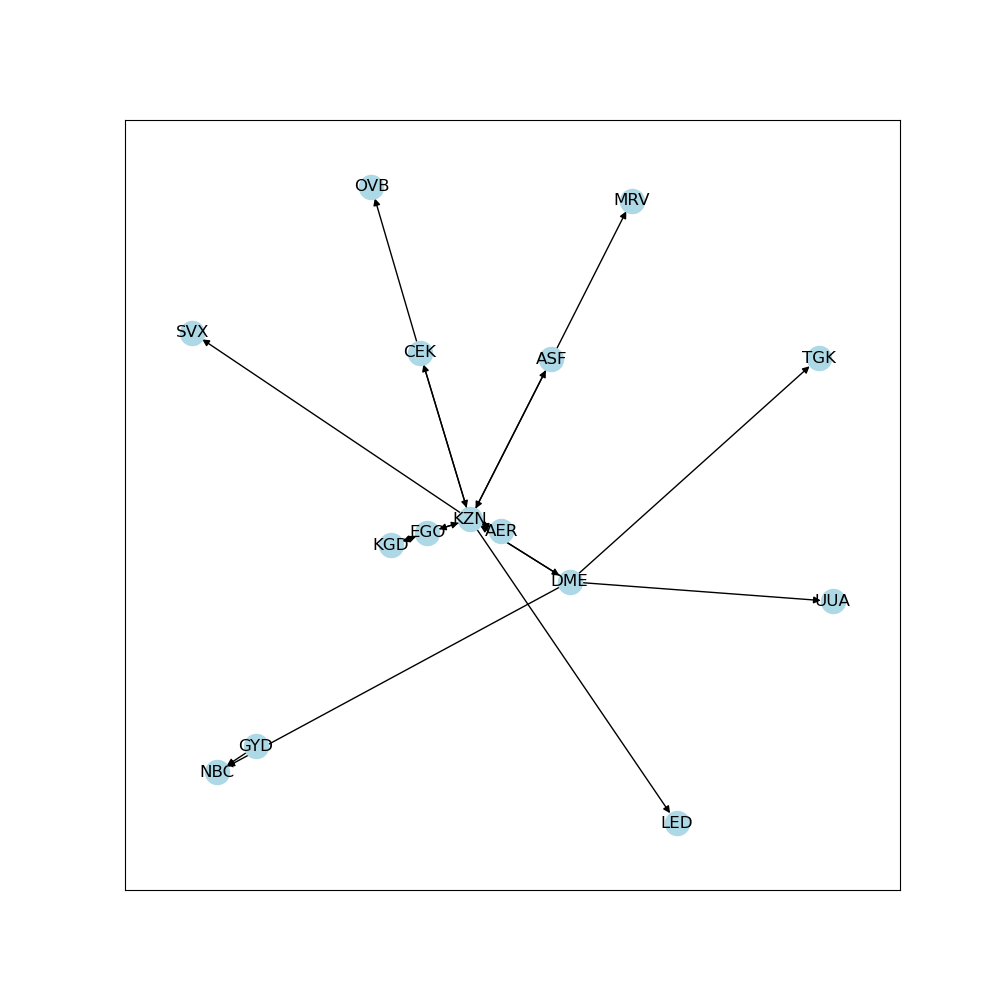 OVB
MRV
SVX
CEK
ASF
TGK
KZN
AER
EGO
KGD
DME
UUA
GYD
NBC
LED